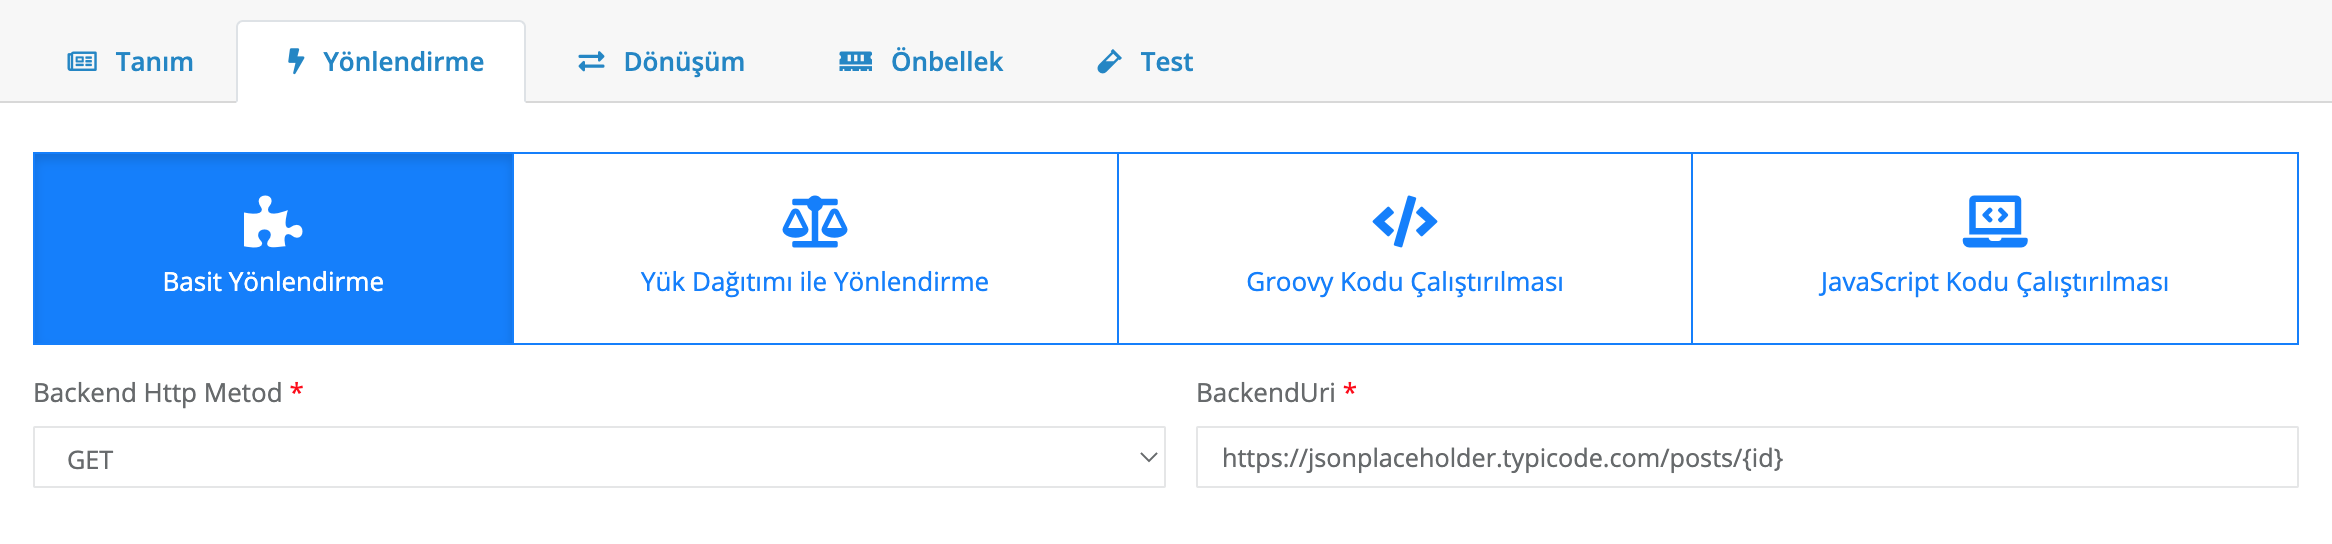 Tanım Yönlendirme Dönüşüm Önbellek Test
Basit Yönlendirme Yük Dağıtımı ile Yönlendirme Groovy Kodu Çalıştırılması JavaScript Kodu Çalıştırılması
Backend Http Metod * BackendUri *
GET https://jsonplaceholder.typicode.com/posts/{id}